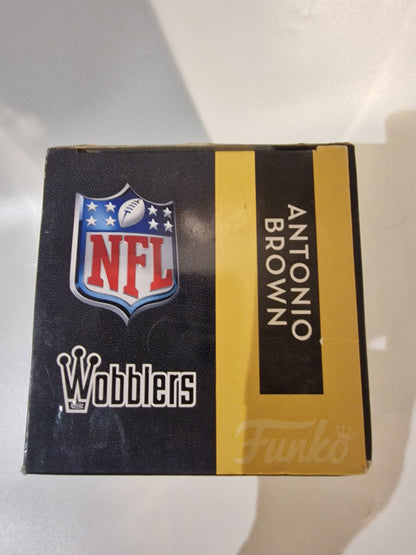 NFL
Wobblers
ANTONIO
BROWN
Funko